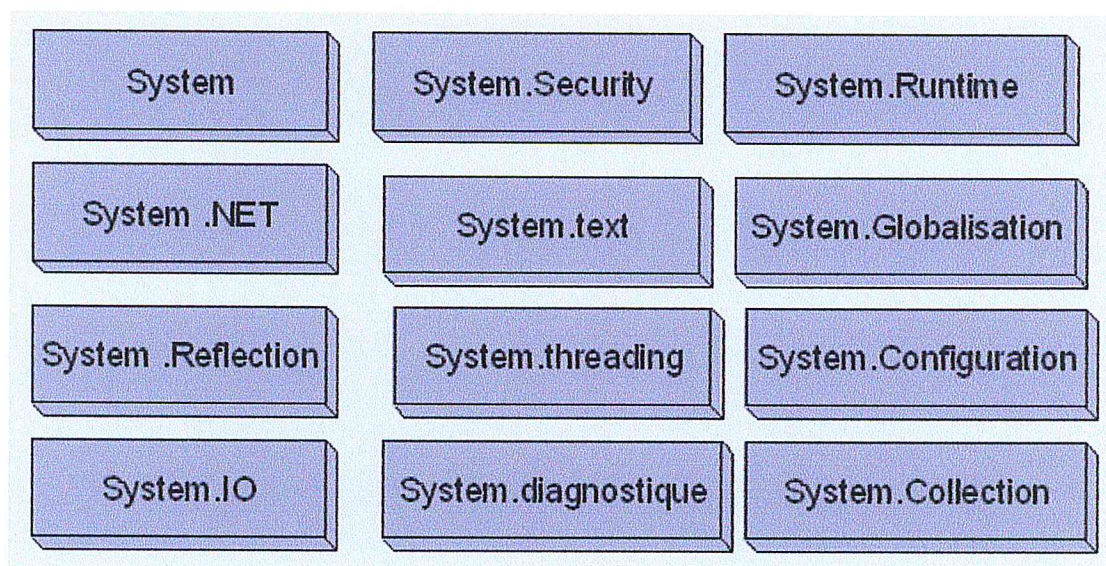 System
System.Security
System.Runtime
System .NET
System.text
System.Globalisation
System .Reflection
System.threading
System.Configuration
System.IO
System.diagnostique
System.Collection